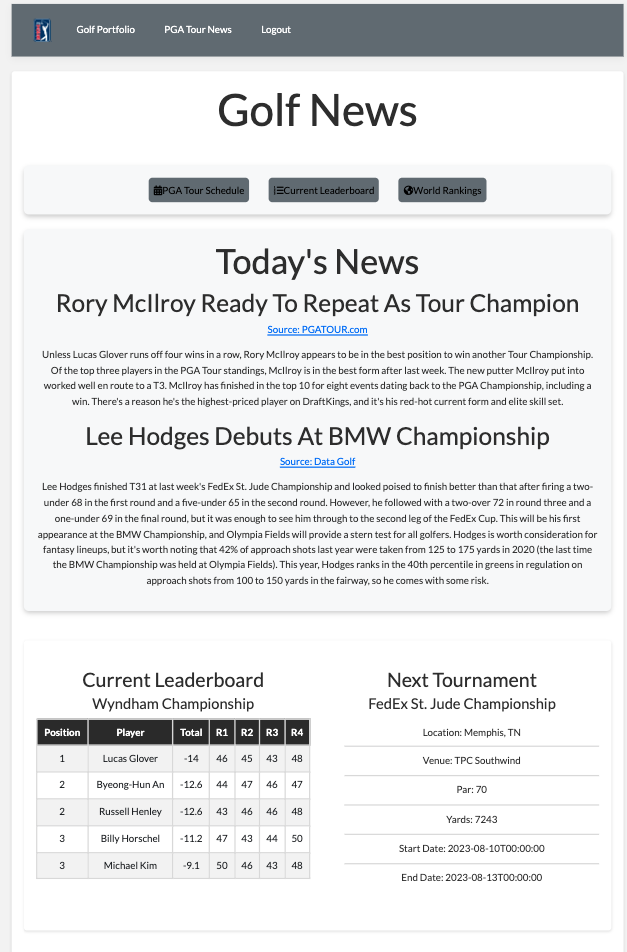 Golf Portfolio PGA Tour News Logout
Golf News
PGA Tour Schedule Current Leaderboard World Rankings
Today's News
Rory McIlroy Ready To Repeat As Tour Champion
Source: PGATOUR.com
Unless Lucas Glover runs off four wins in a row, Rory McIlroy appears to be in the best position to win another Tour Championship.
Of the top three players in the PGA Tour standings, McIlroy is in the best form after last week. The new putter McIlroy put into
worked well en route to a T3. McIlroy has finished in the top 10 for eight events dating back to the PGA Championship, including a
win. There's a reason he's the highest-priced player on DraftKings, and it's his red-hot current form and elite skill set.
Lee Hodges Debuts At BMW Championship
Source: Data Golf
Lee Hodges finished T31 at last week's FedEx St. Jude Championship and looked poised to finish better than that after firing a two-
under 68 in the first round and a five-under 65 in the second round. However, he followed with a two-over 72 in round three and a
one-under 69 in the final round, but it was enough to see him through to the second leg of the FedEx Cup. This will be his first
appearance at the BMW Championship, and Olympia Fields will provide a stern test for all golfers. Hodges is worth consideration for
fantasy lineups, but it's worth noting that 42% of approach shots last year were taken from 125 to 175 yards in 2020 (the last time
the BMW Championship was held at Olympia Fields). This year, Hodges ranks in the 40th percentile in greens in regulation on
approach shots from 100 to 150 yards in the fairway, so he comes with some risk.
Current Leaderboard
Wyndham Championship
Position Player Total R1 R2 R3 R4
1 Lucas Glover -14 46 45 43 48
2 Byeong-Hun An -12.6 44 47 46 47
2 Russell Henley -12.6 43 46 46 48
3 Billy Horschel -11.2 47 43 44 50
3 Michael Kim -9.1 50 46 43 48
Next Tournament
FedEx St. Jude Championship
Location: Memphis, TN
Venue: TPC Southwind
Par: 70
Yards: 7243
Start Date: 2023-08-10T00:00:00
End Date: 2023-08-13T00:00:00